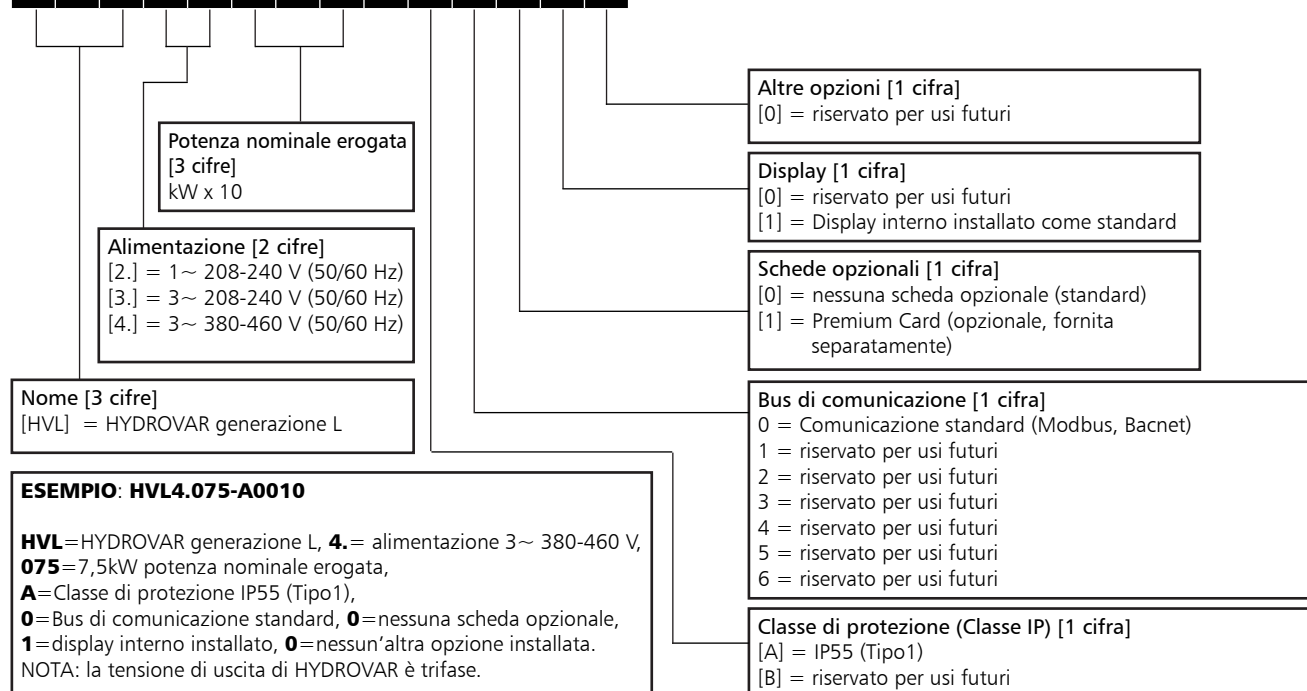 Potenza nominale erogata
[3 cifre]
kW x 10
Alimentazione [2 cifre]
[2.] = 1~ 208-240 V (50/60 Hz)
[3.] = 3~ 208-240 V (50/60 Hz)
[4.] = 3~ 380-460 V (50/60 Hz)
Nome [3 cifre]
[HVL] = HYDROVAR generazione L
ESEMPIO: HVL4.075-A0010
HVL=HYDROVAR generazione L, 4.= alimentazione 3~ 380-460 V,
075=7,5kW potenza nominale erogata,
A=Classe di protezione IP55 (Tipo1),
0=Bus di comunicazione standard, 0=nessuna scheda opzionale,
1=display interno installato, 0=nessun'altra opzione installata.
NOTA: la tensione di uscita di HYDROVAR è trifase.
Altre opzioni [1 cifra]
[0] = riservato per usi futuri
Display [1 cifra]
[0] = riservato per usi futuri
[1] = Display interno installato come standard
Schede opzionali [1 cifra]
[0] = nessuna scheda opzionale (standard)
[1] = Premium Card (opzionale, fornita
separatamente)
Bus di comunicazione [1 cifra]
0 = Comunicazione standard (Modbus, Bacnet)
1 = riservato per usi futuri
2 = riservato per usi futuri
3 = riservato per usi futuri
4 = riservato per usi futuri
5 = riservato per usi futuri
6 = riservato per usi futuri
Classe di protezione (Classe IP) [1 cifra]
[A] = IP55 (Tipo1)
[B] = riservato per usi futuri